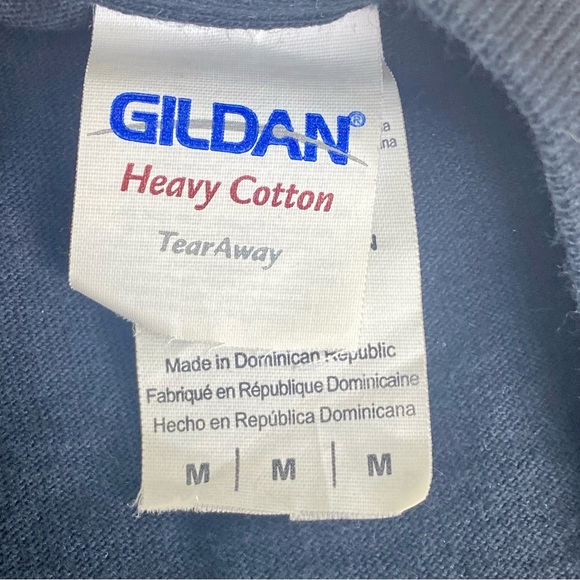 GILDAN®
Heavy Cotton
TearAway
Made in Dominican Republic
Fabriqué en République Dominicaine
Hecho en República Dominicana
M | M | M